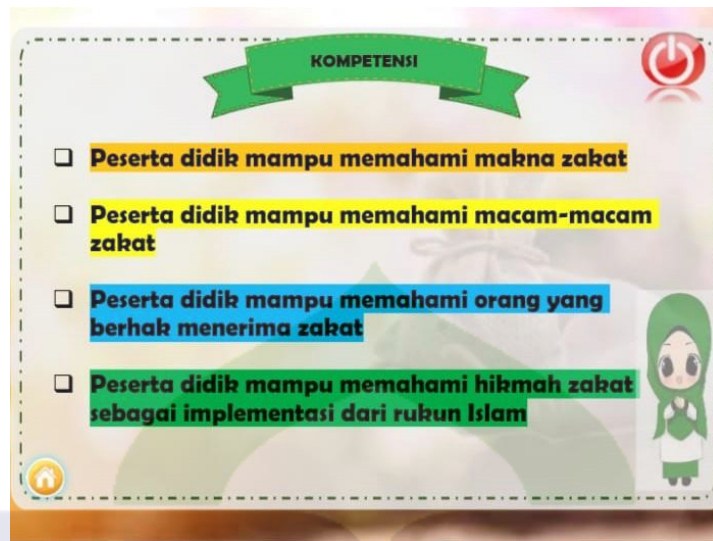 KOMPETENSI
Peserta didik mampu memahami makna zakat
Peserta didik mampu memahami macam-macam
zakat
Peserta didik mampu memahami orang yang
berhak menerima zakat
Peserta didik mampu memahami hikmah zakat
sebagai implementasi dari rukun Islam